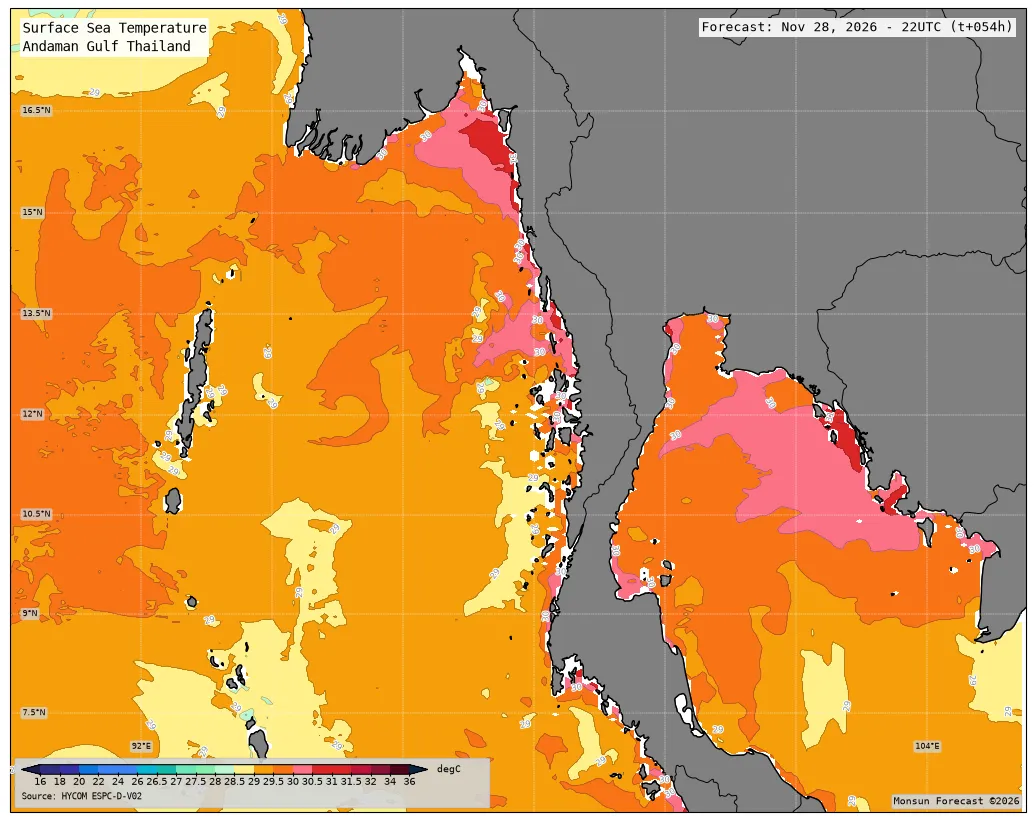 Surface Sea Temperature
Andaman Gulf Thailand
Forecast: Nov 28, 2026 - 22UTC (t+054h)
16.5°N
15°N
13.5°N
12°N
10.5°N
9°N
7.5°N
92°E
104°E
degC
16 18 20 22 24 26 26.5 27 27.5 28 28.5 29 29.5 30 30.5 31 31.5 32 34 36
Source: HYCOM ESPC-D-V02
Monsun Forecast ©2026